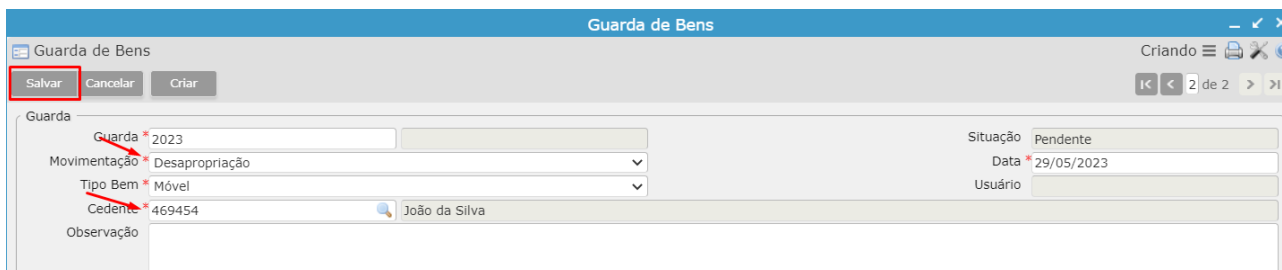 Guarda de Bens
Guarda de Bens Criando
Salvar Cancelar Criar 2 de 2
Guarda
Guarda * 2023 Situação Pendente
Movimentação * Desapropriação Data * 29/05/2023
Tipo Bem * Móvel Usuário
Cedente * 469454 João da Silva
Observação